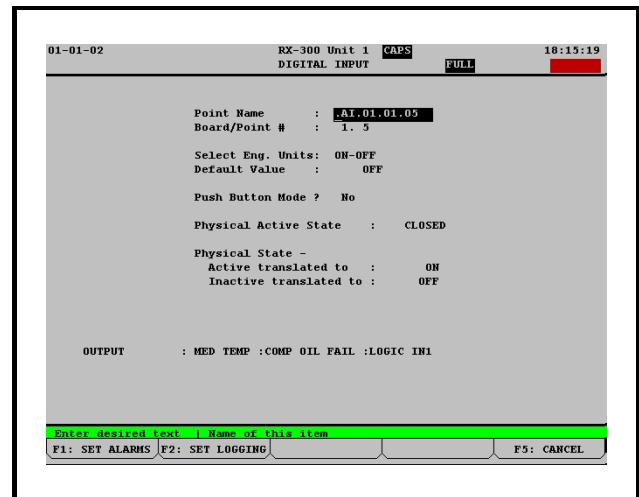 01-01-02 RX-300 Unit 1 CAPS 18:15:19
DIGITAL INPUT FULL
Point Name : .AI.01.01.05
Board/Point # : 1. 5
Select Eng. Units: ON-OFF
Default Value : OFF
Push Button Mode ? No
Physical Active State : CLOSED
Physical State -
Active translated to : ON
Inactive translated to : OFF
OUTPUT : MED TEMP :COMP OIL FAIL :LOGIC IN1
Enter desired text | Name of this item
F1: SET ALARMS F2: SET LOGGING F5: CANCEL